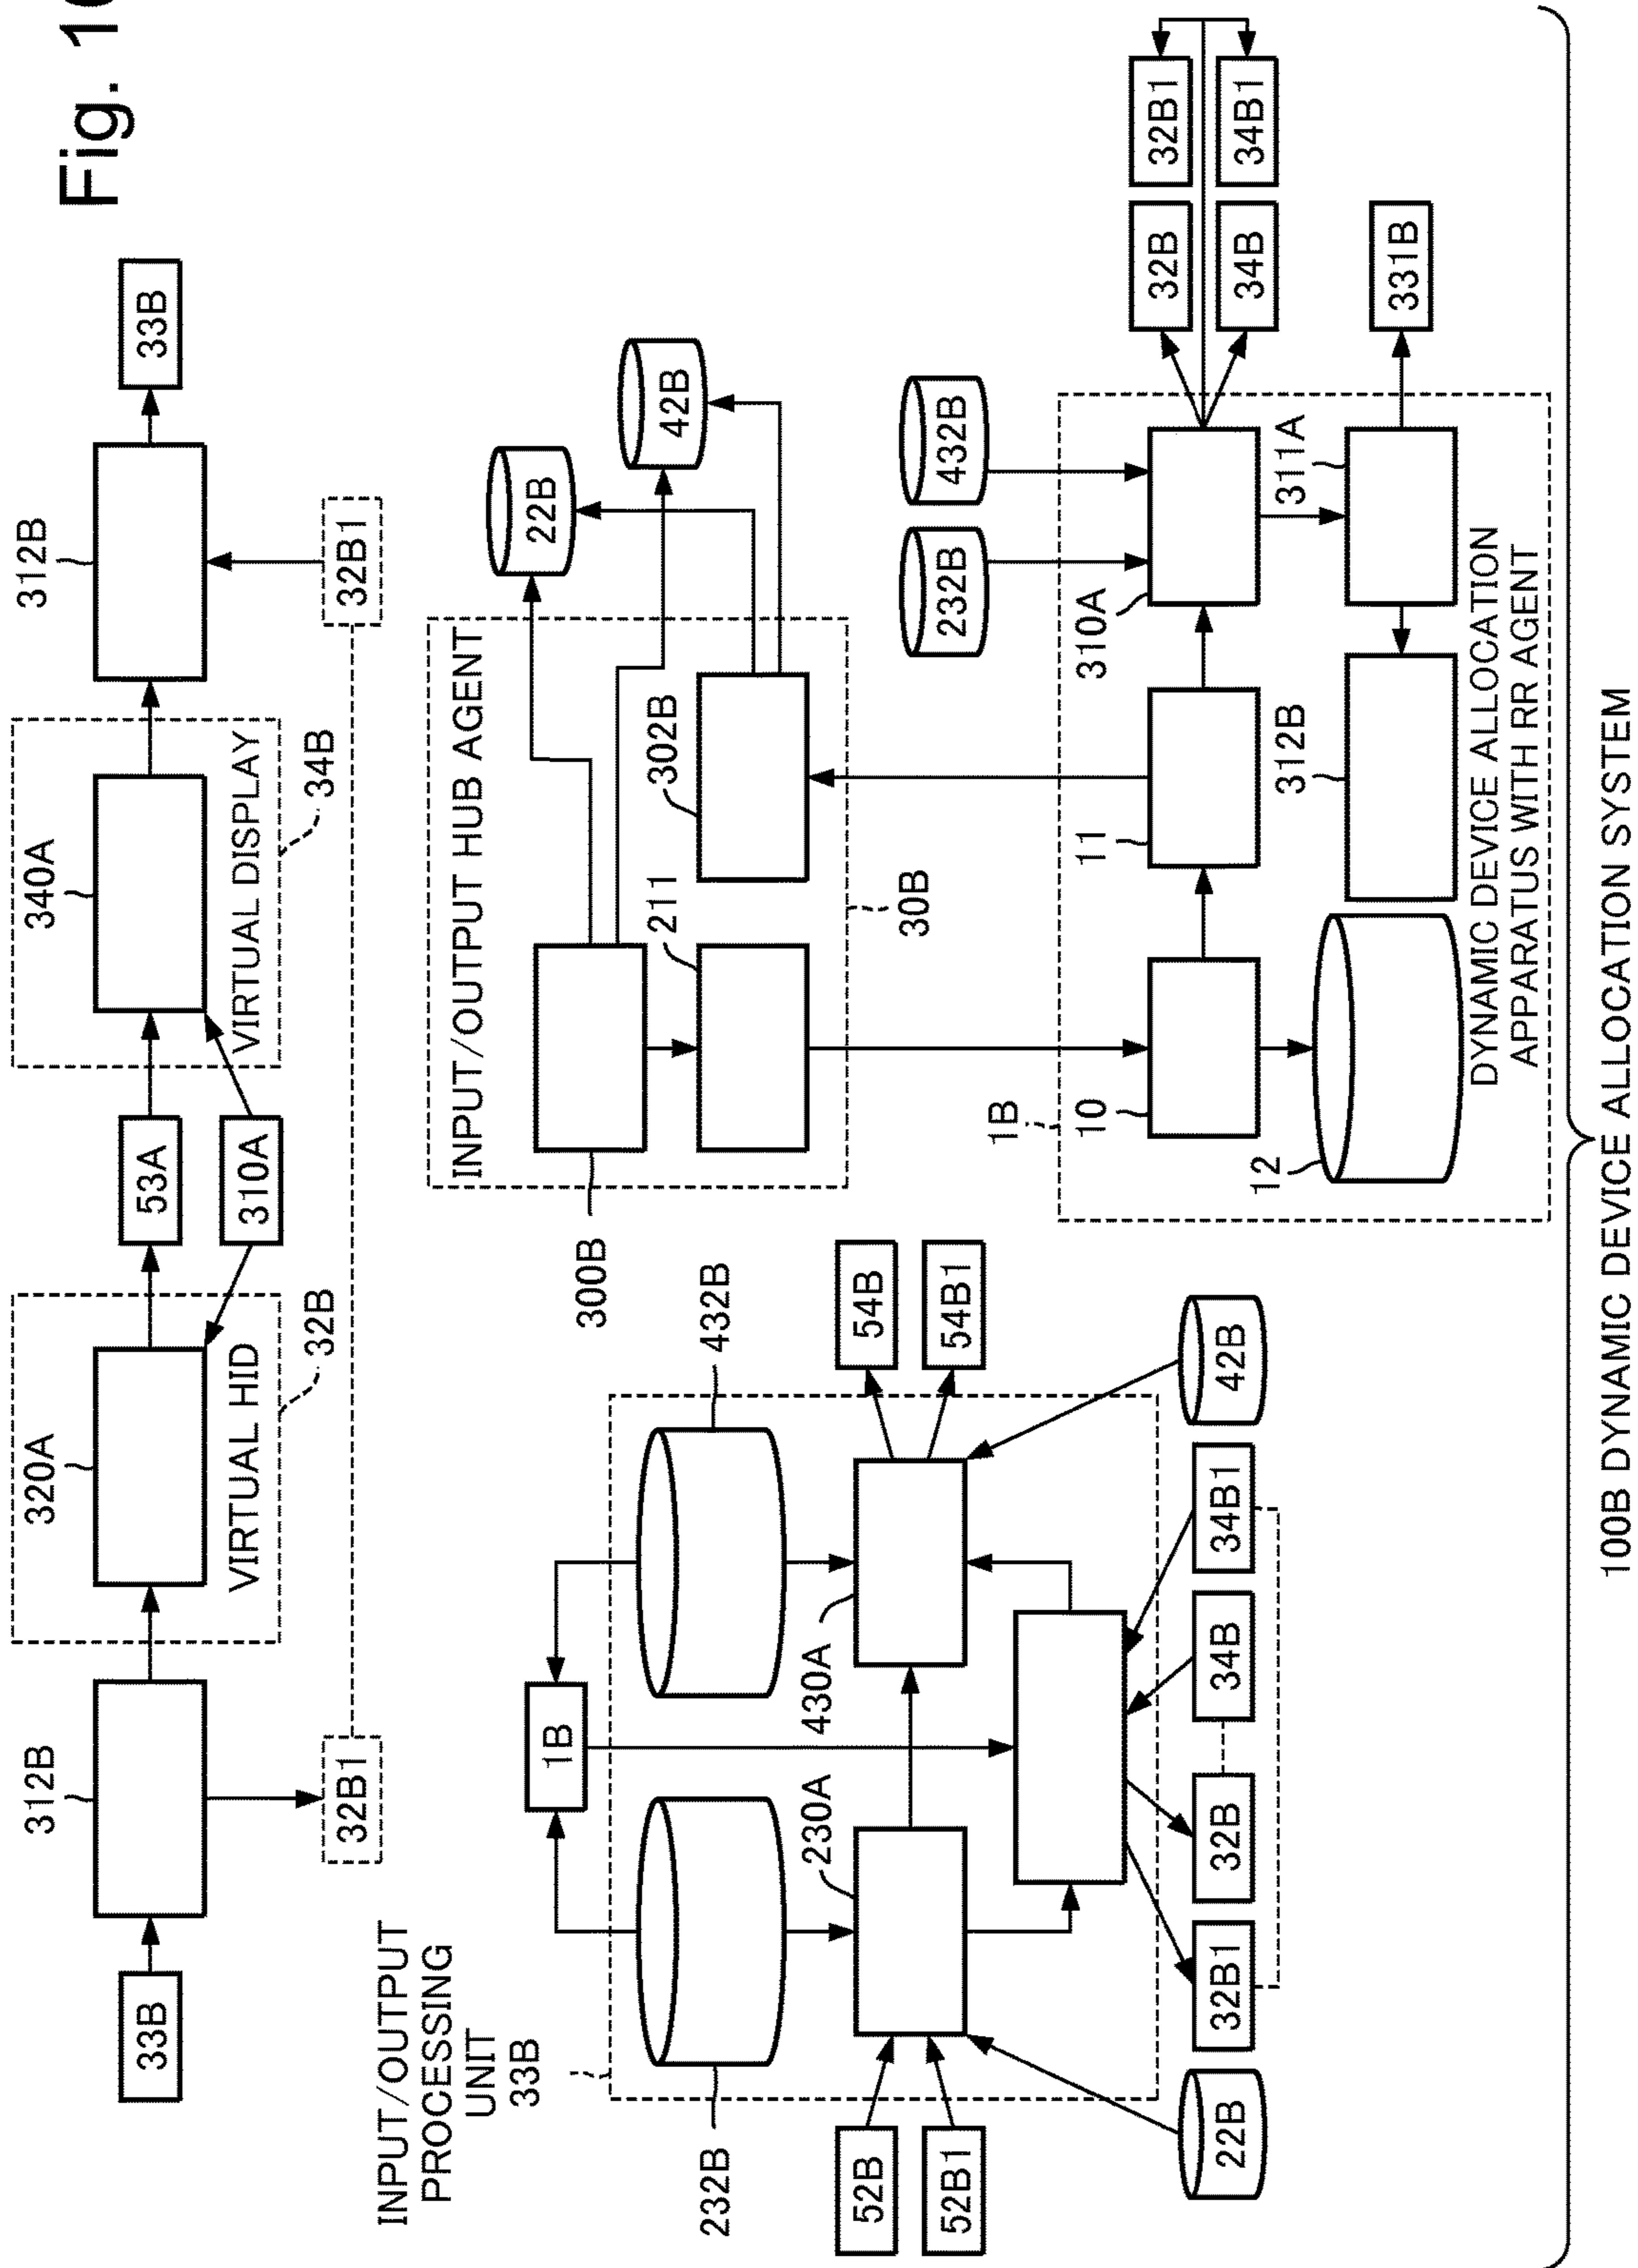 Fig.
312B
320A
340A
312B
33B
53A
33B
VIRTUAL HID
310A
VIRTUAL DISPLAY
32B
34B
32B1
32B1
INPUT/OUTPUT
PROCESSING
UNIT
33B
1B
232B
432B
230A
430A
52B
52B1
54B
54B1
22B
32B1
32B
34B
34B1
42B
INPUT/OUTPUT HUB AGENT
300B
211
302B
22B
42B
30B
232B
432B
1B
10
11
310A
32B
32B1
34B
34B1
12
312B
311A
331B
DYNAMIC DEVICE ALLOCATION
APPARATUS WITH RR AGENT
100B DYNAMIC DEVICE ALLOCATION SYSTEM